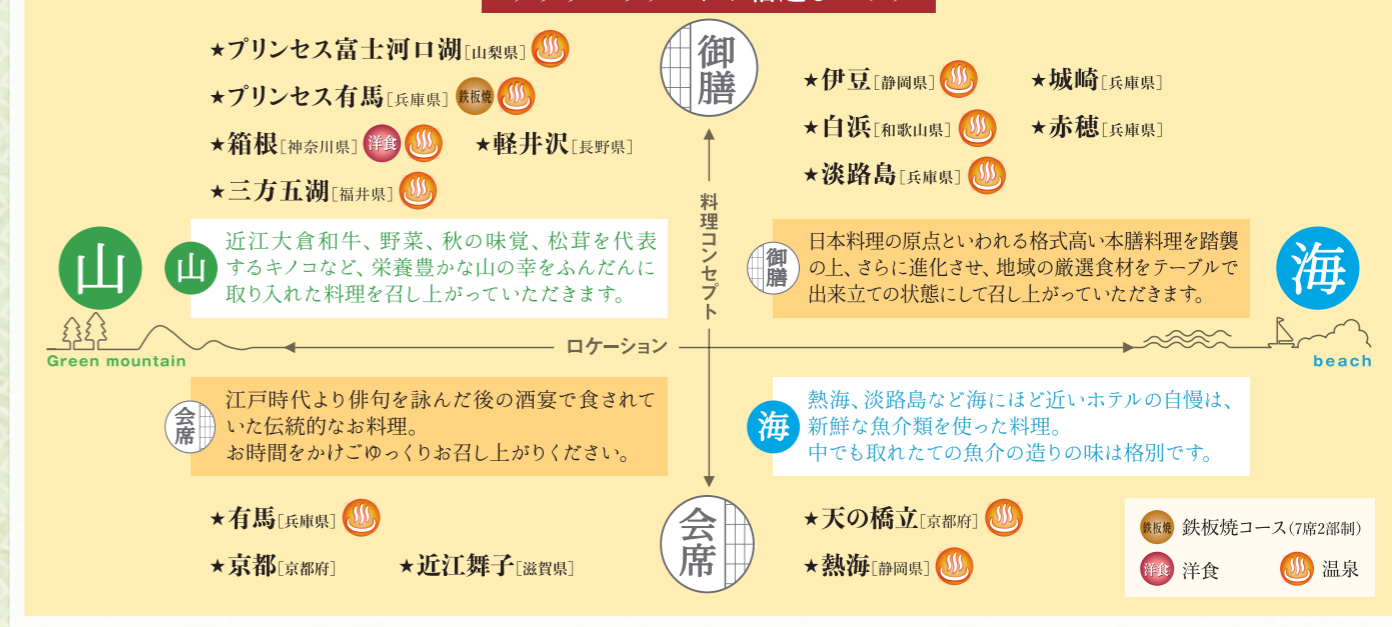 御膳
★プリンセス富士河口湖[山梨県]
★プリンセス有馬[兵庫県] 鉄板焼
★箱根[神奈川県] 洋食 ★軽井沢[長野県]
★三方五湖[福井県]
★伊豆[静岡県] ★城崎[兵庫県]
★白浜[和歌山県] ★赤穂[兵庫県]
★淡路島[兵庫県]
料理コンセプト
山
Green mountain
山
近江大倉和牛、野菜、秋の味覚、松茸を代表
するキノコなど、栄養豊かな山の幸をふんだんに
取り入れた料理を召し上がっていただきます。
御膳
日本料理の原点といわれる格式高い本膳料理を踏襲
の上、さらに進化させ、地域の厳選食材をテーブルで
出来立ての状態にして召し上がっていただきます。
海
beach
ロケーション
会席
江戸時代より俳句を詠んだ後の酒宴で食されて
いた伝統的なお料理。
お時間をかけごゆっくりお召し上がりください。
海
熱海、淡路島など海にほど近いホテルの自慢は、
新鮮な魚介類を使った料理。
中でも取れたての魚介の造りの味は格別です。
★有馬[兵庫県]
★京都[京都府] ★近江舞子[滋賀県]
会席
★天の橋立[京都府]
★熱海[静岡県]
鉄板焼 鉄板焼コース(7席2部制)
洋食 洋食 温泉